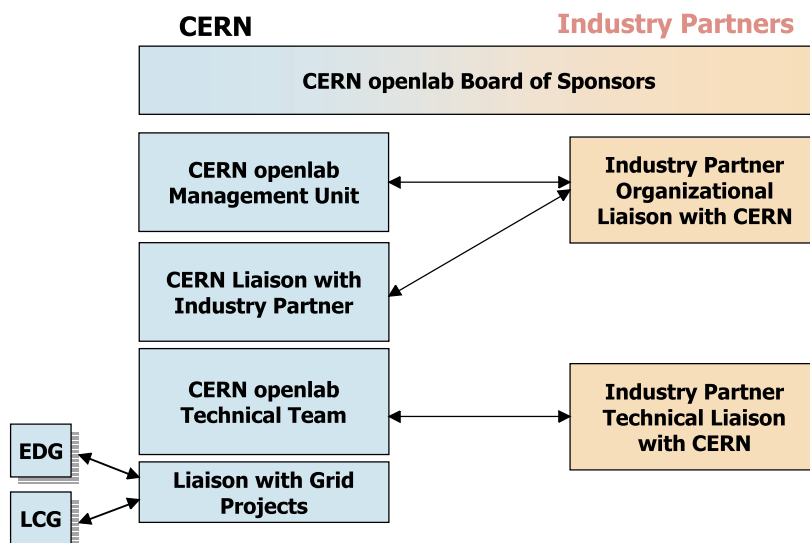 CERN
Industry Partners
CERN openlab Board of Sponsors
CERN openlab
Management Unit
Industry Partner
Organizational
Liaison with CERN
CERN Liaison with
Industry Partner
CERN openlab
Technical Team
Industry Partner
Technical Liaison
with CERN
EDG
Liaison with Grid
Projects
LCG